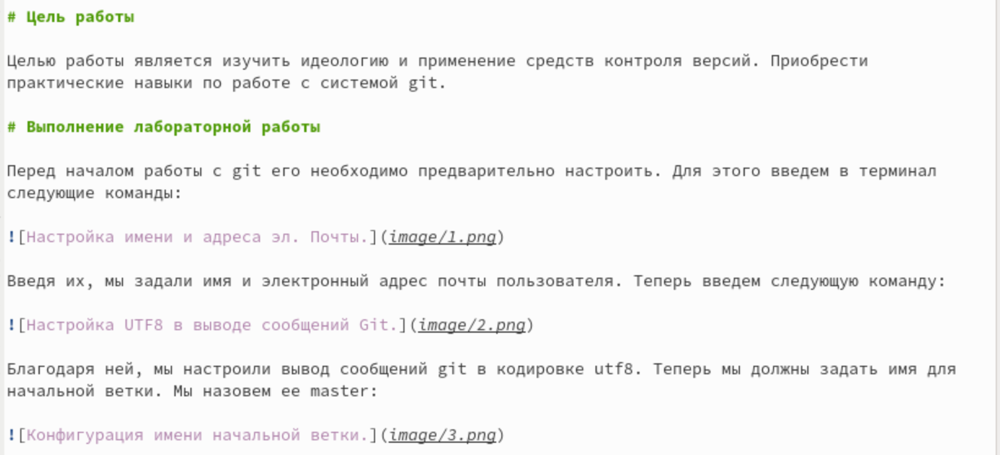 # Цель работы
Целью работы является изучить идеологию и применение средств контроля версий. Приобрести
практические навыки по работе с системой git.
# Выполнение лабораторной работы
Перед началом работы с git его необходимо предварительно настроить. Для этого введем в терминал
следующие команды:
![Настройка имени и адреса эл. Почты.](image/1.png)
Введя их, мы задали имя и электронный адрес почты пользователя. Теперь введем следующую команду:
![Настройка UTF8 в выводе сообщений Git.](image/2.png)
Благодаря ней, мы настроили вывод сообщений git в кодировке utf8. Теперь мы должны задать имя для
начальной ветки. Мы назовем ее master:
![Конфигурация имени начальной ветки.](image/3.png)